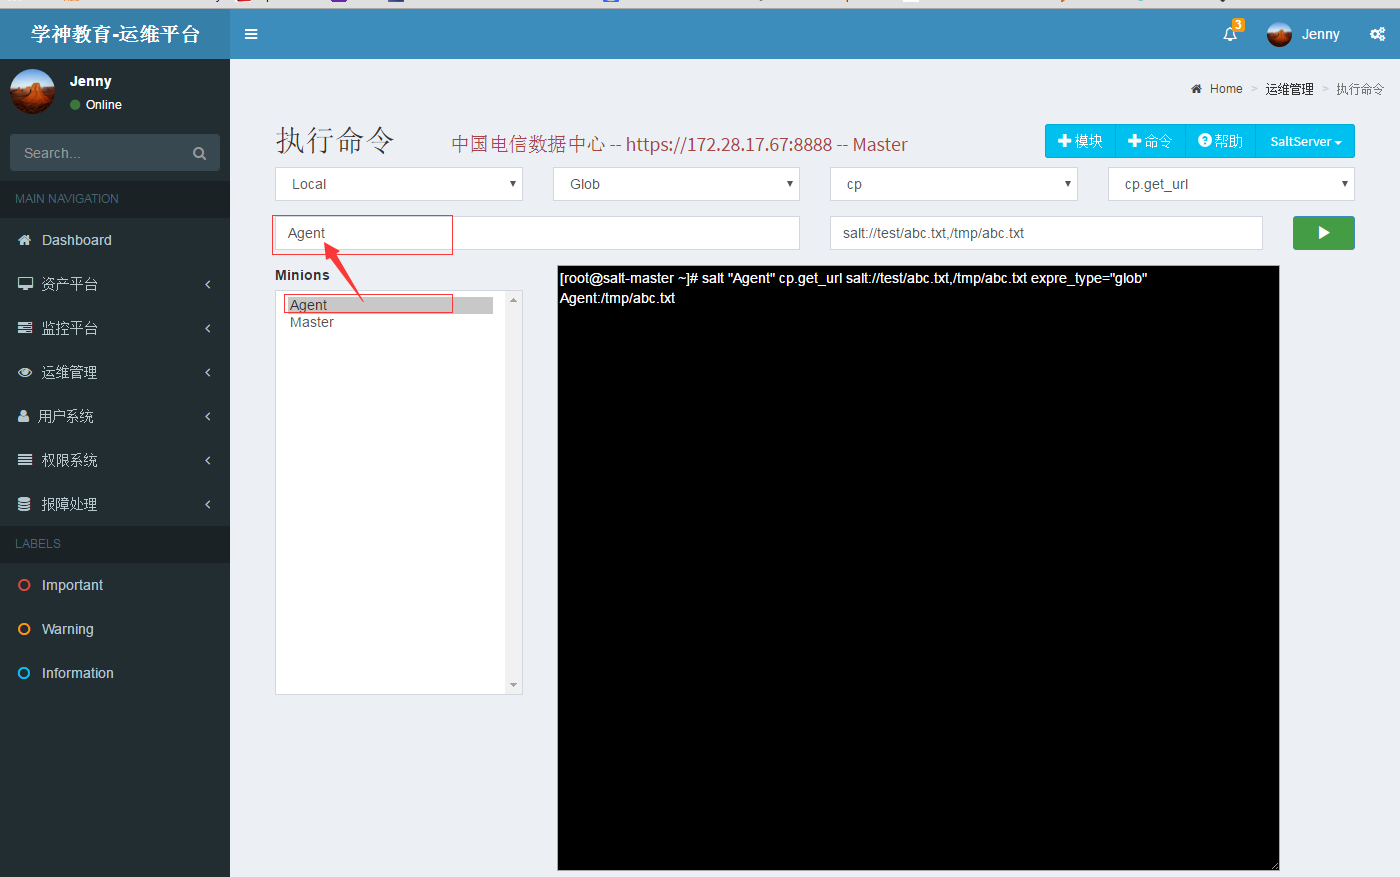 学神教育-运维平台
3
Jenny
Jenny
Online
Search...
MAIN NAVIGATION
Dashboard
资产平台
监控平台
运维管理
用户系统
权限系统
报障处理
LABELS
Important
Warning
Information
Home > 运维管理 > 执行命令
执行命令
中国电信数据中心 -- https://172.28.17.67:8888 -- Master
模块
命令
帮助
SaltServer
Local
Glob
cp
cp.get_url
Agent
salt://test/abc.txt,/tmp/abc.txt
Minions
Agent
Master
[root@salt-master ~]# salt "Agent" cp.get_url salt://test/abc.txt,/tmp/abc.txt expre_type="glob"
Agent:/tmp/abc.txt